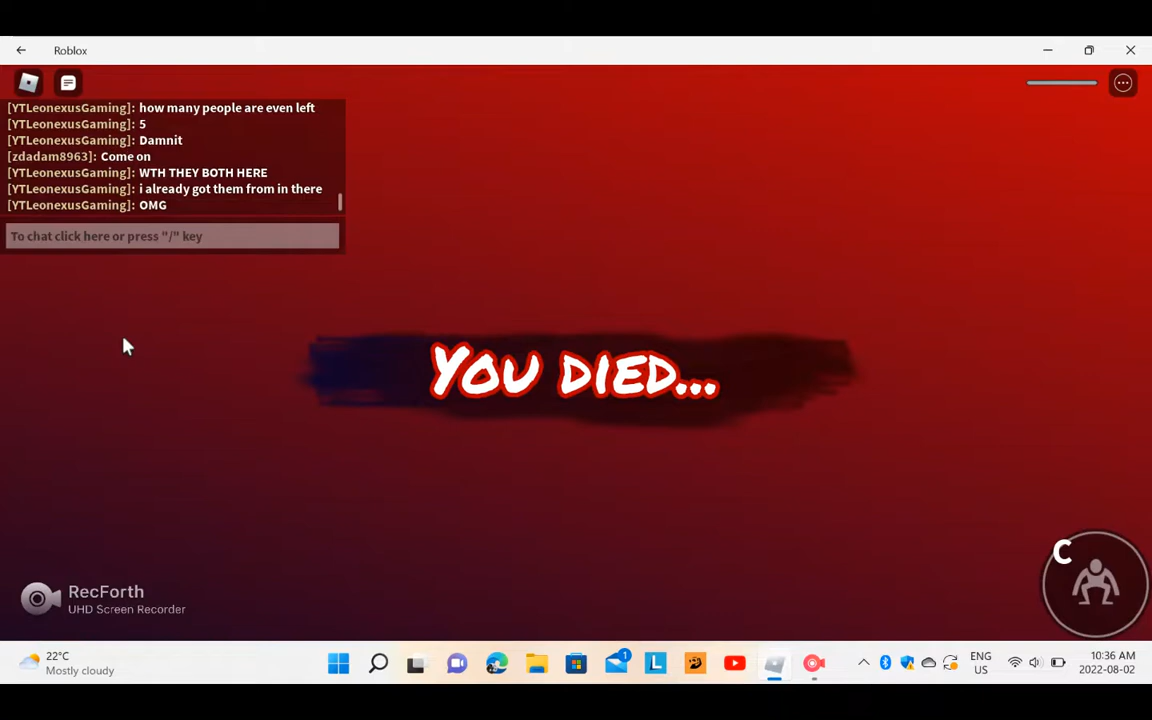 Roblox
[YTLeonexusGaming]: how many people are even left
[YTLeonexusGaming]: 5
[YTLeonexusGaming]: Damnit
[zdadam8963]: Come on
[YTLeonexusGaming]: WTH THEY BOTH HERE
[YTLeonexusGaming]: i already got them from in there
[YTLeonexusGaming]: OMG
To chat click here or press "/" key
You died...
C
RecForth
UHD Screen Recorder
22°C
Mostly cloudy
1
L
ENG
US
10:36 AM
2022-08-02